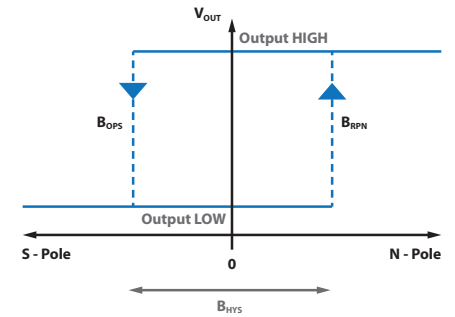 VOUT
Output HIGH
BOPS
BRPN
Output LOW
S - Pole
0
N - Pole
BHYS